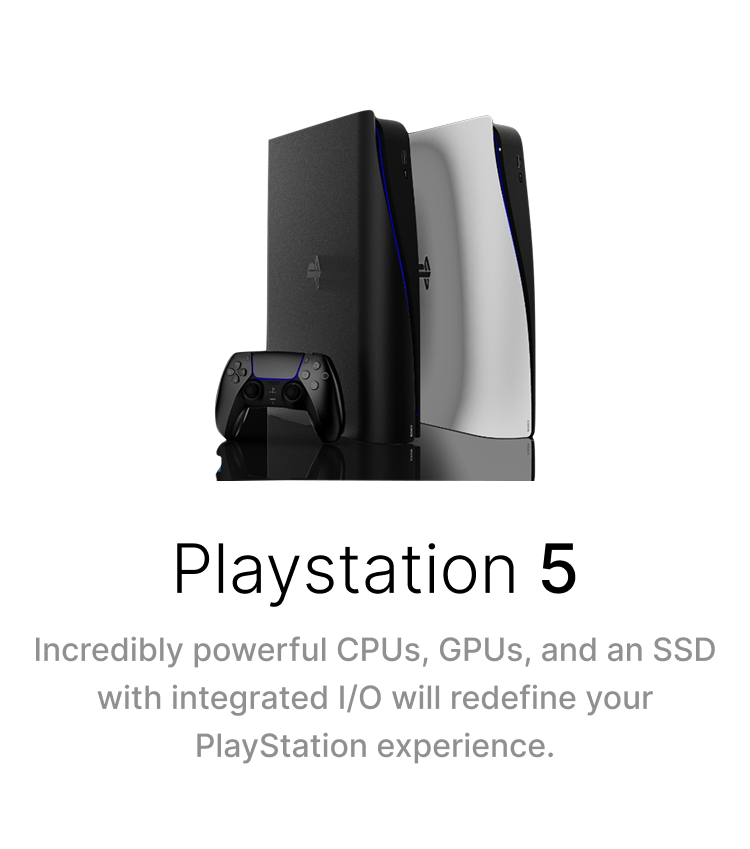 Playstation 5
Incredibly powerful CPUs, GPUs, and an SSD
with integrated I/O will redefine your
PlayStation experience.